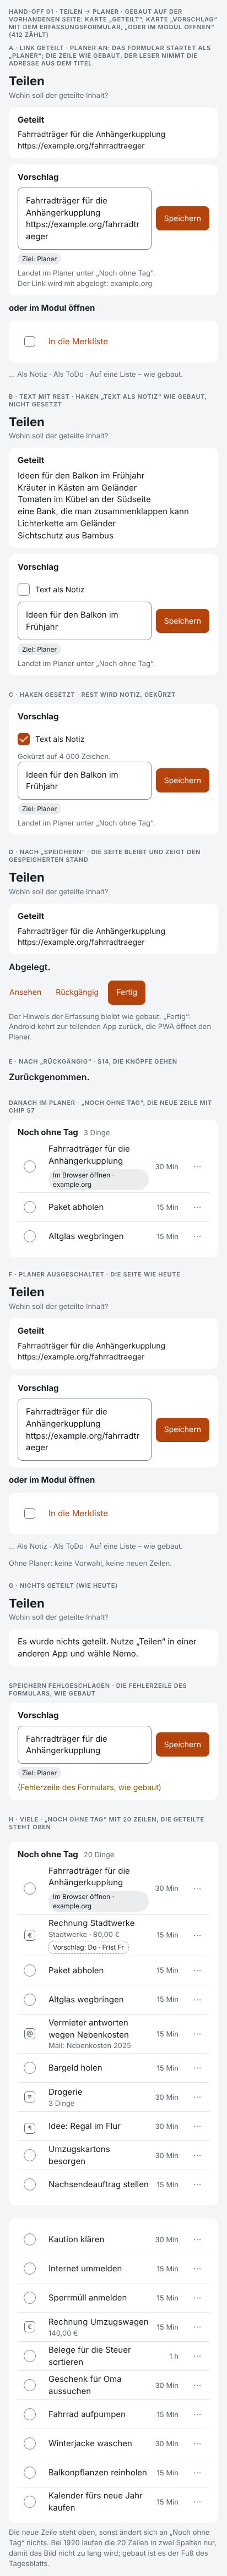 HAND-OFF 01 · TEILEN → PLANER · GEBAUT AUF DER
VORHANDENEN SEITE: KARTE „GETEILT“, KARTE „VORSCHLAG“
MIT DEM ERFASSUNGSFORMULAR, „ODER IM MODUL ÖFFNEN“
(412 ZÄHLT)
A · LINK GETEILT · PLANER AN: DAS FORMULAR STARTET ALS
„PLANER“; DIE ZEILE WIE GEBAUT, DER LESER NIMMT DIE
ADRESSE AUS DEM TITEL
Teilen
Wohin soll der geteilte Inhalt?
Geteilt
Fahrradträger für die Anhängerkupplung
https://example.org/fahrradtraeger
Vorschlag
Fahrradträger für die
Anhängerkupplung
https://example.org/fahrradtr
aeger
Speichern
Ziel: Planer
Landet im Planer unter „Noch ohne Tag“.
Der Link wird mit abgelegt: example.org
oder im Modul öffnen
In die Merkliste
… Als Notiz · Als ToDo · Auf eine Liste – wie gebaut.
B · TEXT MIT REST · HAKEN „TEXT ALS NOTIZ“ WIE GEBAUT,
NICHT GESETZT
Teilen
Wohin soll der geteilte Inhalt?
Geteilt
Ideen für den Balkon im Frühjahr
Kräuter in Kästen am Geländer
Tomaten im Kübel an der Südseite
eine Bank, die man zusammenklappen kann
Lichterkette am Geländer
Sichtschutz aus Bambus
Vorschlag
Text als Notiz
Ideen für den Balkon im
Frühjahr
Speichern
Ziel: Planer
Landet im Planer unter „Noch ohne Tag“.
C · HAKEN GESETZT · REST WIRD NOTIZ, GEKÜRZT
Vorschlag
Text als Notiz
Gekürzt auf 4 000 Zeichen.
Ideen für den Balkon im
Frühjahr
Speichern
Ziel: Planer
Landet im Planer unter „Noch ohne Tag“.
D · NACH „SPEICHERN“ · DIE SEITE BLEIBT UND ZEIGT DEN
GESPEICHERTEN STAND
Teilen
Wohin soll der geteilte Inhalt?
Geteilt
Fahrradträger für die Anhängerkupplung
https://example.org/fahrradtraeger
Abgelegt.
Ansehen Rückgängig Fertig
Der Hinweis der Erfassung bleibt wie gebaut. „Fertig“:
Android kehrt zur teilenden App zurück, die PWA öffnet den
Planer.
E · NACH „RÜCKGÄNGIG“ · S14, DIE KNÖPFE GEHEN
Zurückgenommen.
DANACH IM PLANER · „NOCH OHNE TAG“, DIE NEUE ZEILE MIT
CHIP S7
Noch ohne Tag 3 Dinge
Fahrradträger für die
Anhängerkupplung
Im Browser öffnen ·
example.org
30 Min ···
Paket abholen 15 Min ···
Altglas wegbringen 15 Min ···
F · PLANER AUSGESCHALTET · DIE SEITE WIE HEUTE
Teilen
Wohin soll der geteilte Inhalt?
Geteilt
Fahrradträger für die Anhängerkupplung
https://example.org/fahrradtraeger
Vorschlag
Fahrradträger für die
Anhängerkupplung
https://example.org/fahrradtr
aeger
Speichern
oder im Modul öffnen
In die Merkliste
… Als Notiz · Als ToDo · Auf eine Liste – wie gebaut.
Ohne Planer: keine Vorwahl, keine neuen Zeilen.
G · NICHTS GETEILT (WIE HEUTE)
Teilen
Wohin soll der geteilte Inhalt?
Es wurde nichts geteilt. Nutze „Teilen“ in einer
anderen App und wähle Nemo.
SPEICHERN FEHLGESCHLAGEN · DIE FEHLERZEILE DES
FORMULARS, WIE GEBAUT
Vorschlag
Fahrradträger für die
Anhängerkupplung
Speichern
Ziel: Planer
(Fehlerzeile des Formulars, wie gebaut)
H · VIELE · „NOCH OHNE TAG“ MIT 20 ZEILEN, DIE GETEILTE
STEHT OBEN
Noch ohne Tag 20 Dinge
Fahrradträger für die
Anhängerkupplung
Im Browser öffnen ·
example.org
30 Min ···
€ Rechnung Stadtwerke
Stadtwerke · 80,00 €
Vorschlag: Do · Frist Fr
15 Min ···
Paket abholen 15 Min ···
Altglas wegbringen 15 Min ···
@ Vermieter antworten
wegen Nebenkosten
Mail: Nebenkosten 2025
15 Min ···
Bargeld holen 15 Min ···
Drogerie
3 Dinge
30 Min ···
¶ Idee: Regal im Flur 30 Min ···
Umzugskartons
besorgen
30 Min ···
Nachsendeauftrag stellen 15 Min ···
Kaution klären 30 Min ···
Internet ummelden 15 Min ···
Sperrmüll anmelden 15 Min ···
€ Rechnung Umzugswagen
140,00 €
15 Min ···
Belege für die Steuer
sortieren
1 h ···
Geschenk für Oma
aussuchen
30 Min ···
Fahrrad aufpumpen 15 Min ···
Winterjacke waschen 30 Min ···
Balkonpflanzen reinholen 15 Min ···
Kalender fürs neue Jahr
kaufen
15 Min ···
Die neue Zeile steht oben, sonst ändert sich an „Noch ohne
Tag“ nichts. Bei 1920 laufen die 20 Zeilen in zwei Spalten nur,
damit das Bild nicht zu lang wird; gebaut ist es der Fuß des
Tagesblatts.